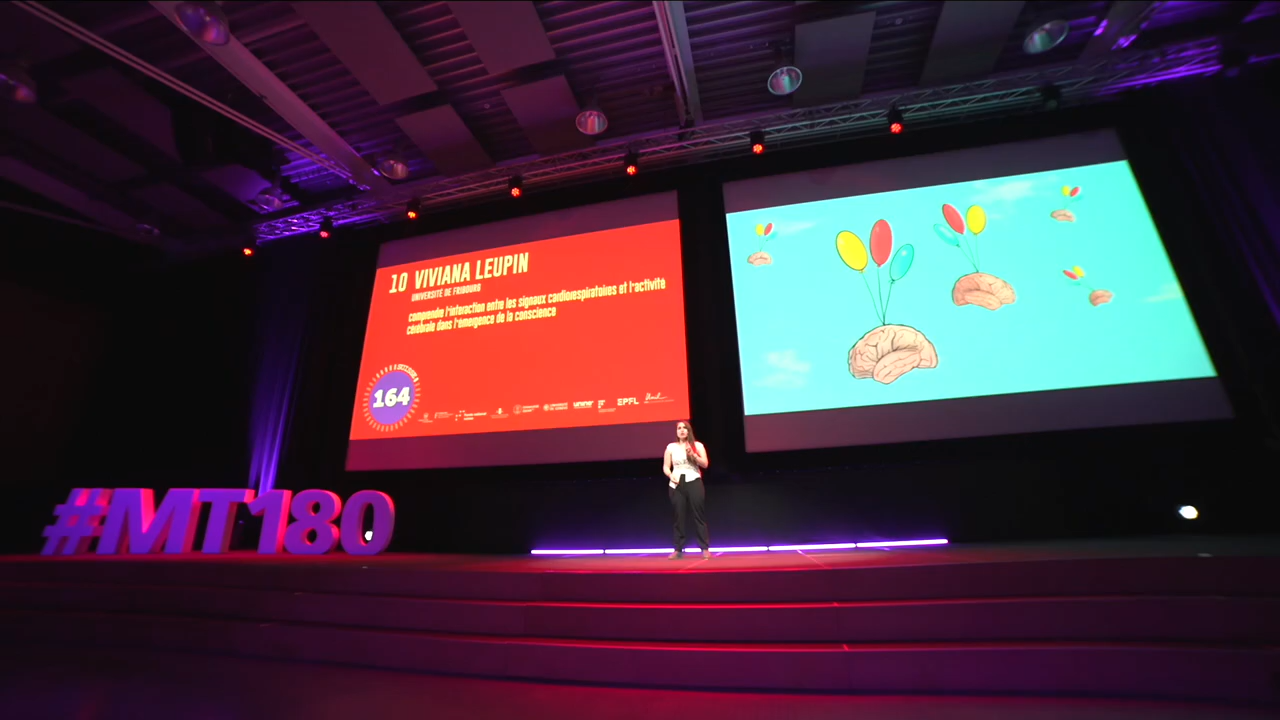 10 VIVIANA LEUPIN
UNIVERSITÉ DE FRIBOURG
comprendre l'interaction entre les signaux cardiorespiratoires et l'activité
cérébrale dans l'émergence de la conscience
164
EPFL
#MT180